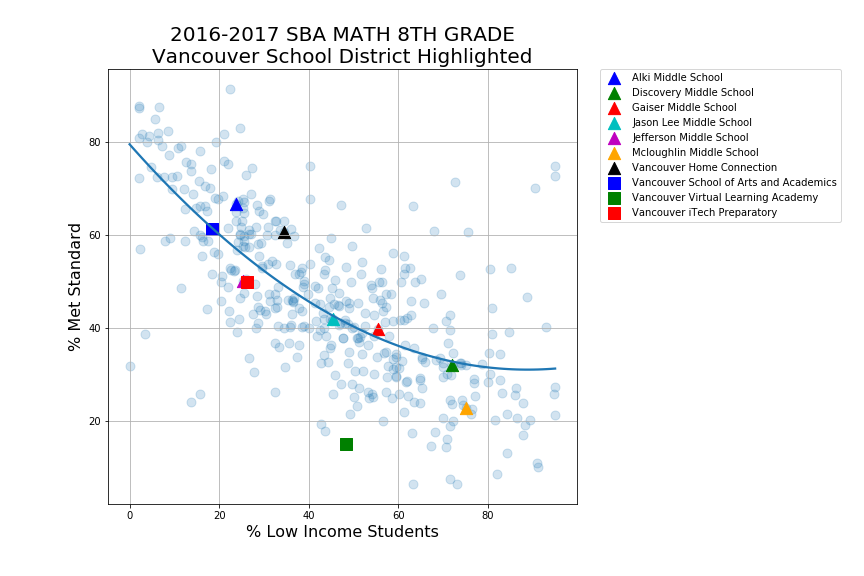 2016-2017 SBA MATH 8TH GRADE
Vancouver School District Highlighted
% Met Standard
80
60
40
20
0
20
40
60
80
% Low Income Students
Alki Middle School
Discovery Middle School
Gaiser Middle School
Jason Lee Middle School
Jefferson Middle School
Mcloughlin Middle School
Vancouver Home Connection
Vancouver School of Arts and Academics
Vancouver Virtual Learning Academy
Vancouver iTech Preparatory